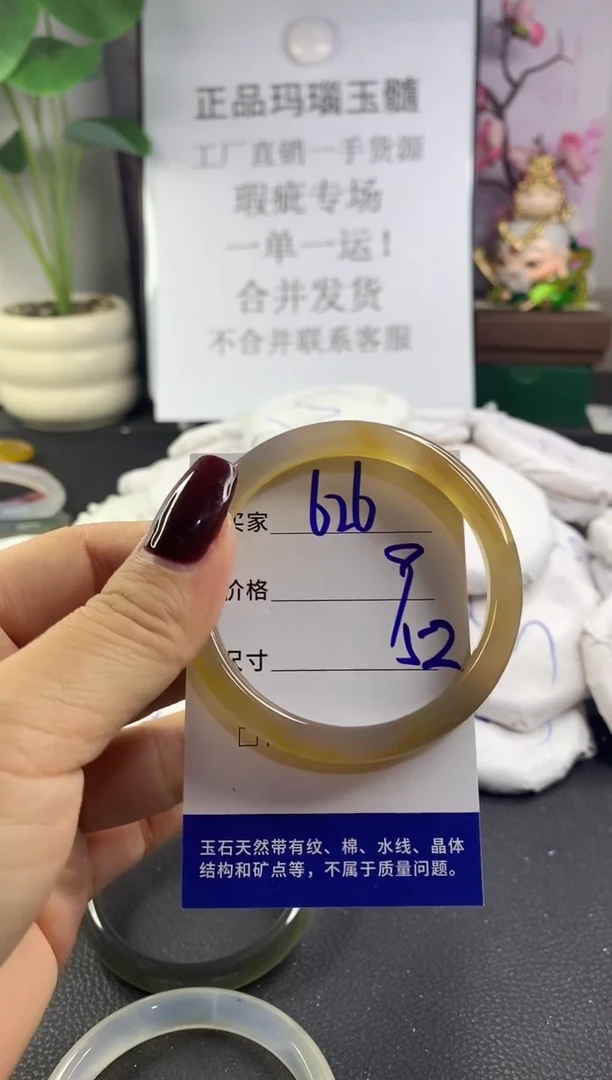 正品玛瑙玉髓
工厂直销一手货源
瑕疵专场
一单一运！
合并发货
不合并联系客服
买家 626
价格 9
尺寸 52
玉石天然带有纹、棉、水线、晶体
结构和矿点等，不属于质量问题。